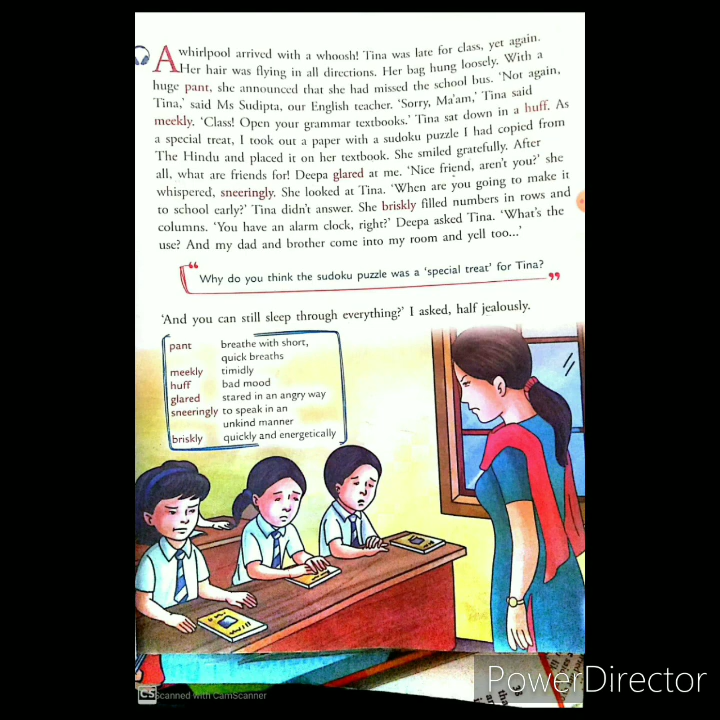 A whirlpool arrived with a whoosh! Tina was late for class, yet again.
Her hair was flying in all directions. Her bag hung loosely. With a
huge pant, she announced that she had missed the school bus. ‘Not again,
Tina,’ said Ms Sudipta, our English teacher. ‘Sorry, Ma'am,’ Tina said
meekly. ‘Class! Open your grammar textbooks.’ Tina sat down in a huff. As
a special treat, I took out a paper with a sudoku puzzle I had copied from
The Hindu and placed it on her textbook. She smiled gratefully. After
all, what are friends for! Deepa glared at me. ‘Nice friend, aren't you?’ she
whispered, sneeringly. She looked at Tina. ‘When are you going to make it
to school early?’ Tina didn't answer. She briskly filled numbers in rows and
columns. ‘You have an alarm clock, right?’ Deepa asked Tina. ‘What's the
use? And my dad and brother come into my room and yell too...’
“Why do you think the sudoku puzzle was a ‘special treat’ for Tina?”
‘And you can still sleep through everything?’ I asked, half jealously.
pant breathe with short,
quick breaths
meekly timidly
huff bad mood
glared stared in an angry way
sneeringly to speak in an
unkind manner
briskly quickly and energetically
CS Scanned with CamScanner
PowerDirector